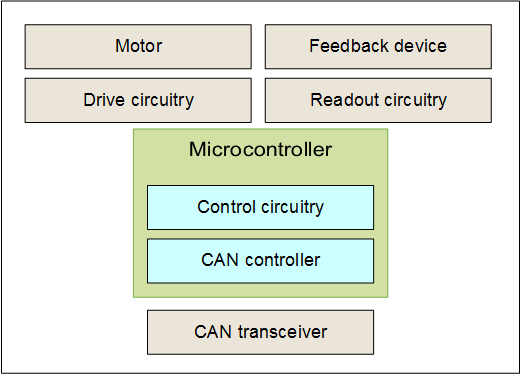 Motor
Feedback device
Drive circuitry
Readout circuitry
Microcontroller
Control circuitry
CAN controller
CAN transceiver